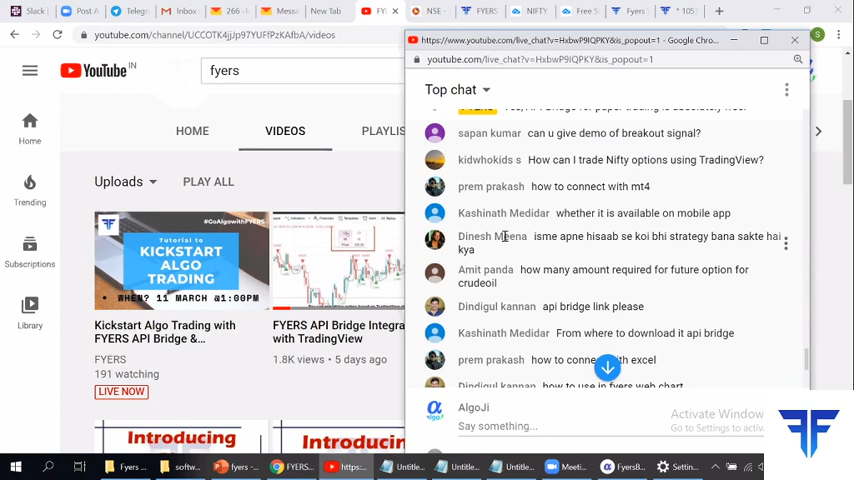 Slack
Post A
Telegr
Inbox
266 - l
Messa
New Tab
FYE
NSE -
FYERS
NIFTY
Free S
Fyers
* 1053
youtube.com/channel/UCCOTK4jjJp97YUFfPzKfAbA/videos
https://www.youtube.com/live_chat?v=HxbwP9IQPKY&is_popout=1 - Google Chro...
youtube.com/live_chat?v=HxbwP9IQPKY&is_popout=1
YouTube IN
fyers
Top chat
Home
Trending
Subscriptions
Library
HOME
VIDEOS
PLAYLIS
Uploads
PLAY ALL
#GoAlgowithFYERS
Tutorial to
KICKSTART
ALGO
TRADING
WHEN? 11 MARCH @1:00PM
Kickstart Algo Trading with
FYERS API Bridge &...
FYERS
191 watching
LIVE NOW
FYERS API Bridge Integra
with TradingView
1.8K views • 5 days ago
Introducing
Introducing
sapan kumar can u give demo of breakout signal?
kidwhokids s How can I trade Nifty options using TradingView?
prem prakash how to connect with mt4
Kashinath Medidar whether it is available on mobile app
Dinesh Meena isme apne hisaab se koi bhi strategy bana sakte hai
kya
Amit panda how many amount required for future option for
crudeoil
Dindigul kannan api bridge link please
Kashinath Medidar From where to download it api bridge
prem prakash how to connect with excel
Dindigul kannan how to use in fyers web chart
AlgoJi
Say something...
Activate Window
Go to Settings to activ
Fyers
softw...
fyers -...
FYERS...
https:...
Untitle...
Untitle...
Untitle...
Meeti...
FyersB...
Settin...